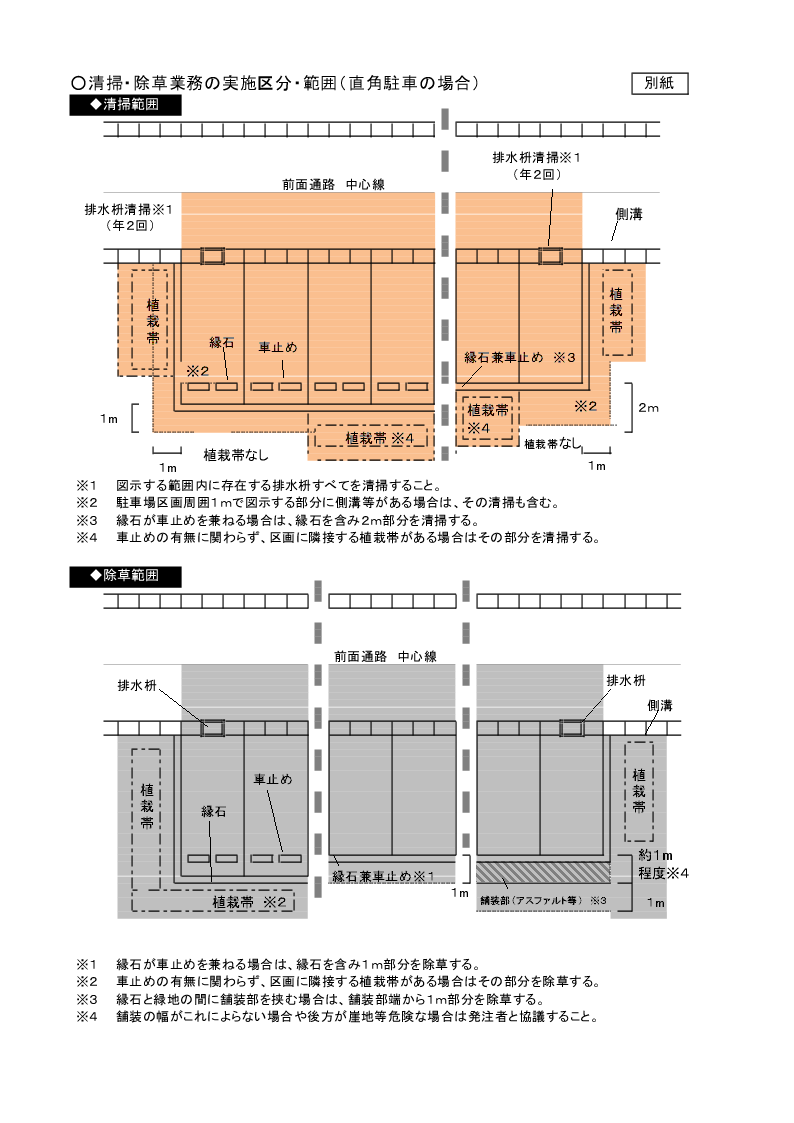 〇清掃・除草業務の実施区分・範囲（直角駐車の場合）
別紙
◆清掃範囲
排水枡清掃※１
（年２回）
前面通路　中心線
排水枡清掃※１
（年２回）
側溝
植栽帯
縁石
車止め
※２
縁石兼車止め　※３
植栽帯
１ｍ
植栽帯 ※４
植栽帯
※４
※２
２ｍ
１ｍ
植栽帯なし
植栽帯なし
１ｍ
※１　図示する範囲内に存在する排水枡すべてを清掃すること。
※２　駐車場区画周囲１ｍで図示する部分に側溝等がある場合は、その清掃も含む。
※３　縁石が車止めを兼ねる場合は、縁石を含み２ｍ部分を清掃する。
※４　車止めの有無に関わらず、区画に隣接する植栽帯がある場合はその部分を清掃する。
◆除草範囲
前面通路　中心線
排水枡
排水枡
側溝
植栽帯
車止め
縁石
植栽帯
縁石兼車止め※１
約１ｍ
程度※４
１ｍ
植栽帯　※２
舗装部（アスファルト等）　※３
１ｍ
※１　縁石が車止めを兼ねる場合は、縁石を含み１ｍ部分を除草する。
※２　車止めの有無に関わらず、区画に隣接する植栽帯がある場合はその部分を除草する。
※３　縁石と緑地の間に舗装部を挟む場合は、舗装部端から１ｍ部分を除草する。
※４　舗装の幅がこれによらない場合や後方が崖地等危険な場合は発注者と協議すること。